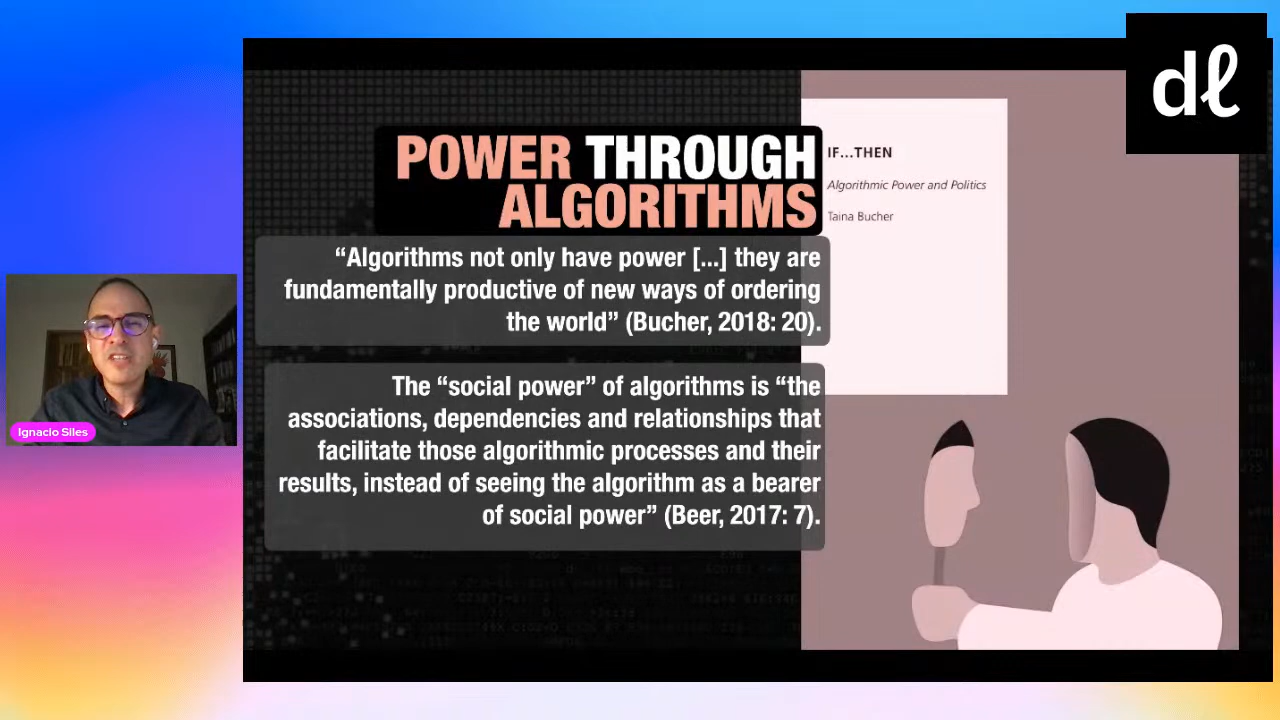 dℓ
POWER THROUGH
ALGORITHMS
“Algorithms not only have power [...] they are
fundamentally productive of new ways of ordering
the world” (Bucher, 2018: 20).
The “social power” of algorithms is “the
associations, dependencies and relationships that
facilitate those algorithmic processes and their
results, instead of seeing the algorithm as a bearer
of social power” (Beer, 2017: 7).
IF...THEN
Algorithmic Power and Politics
Taina Bucher
Ignacio Siles